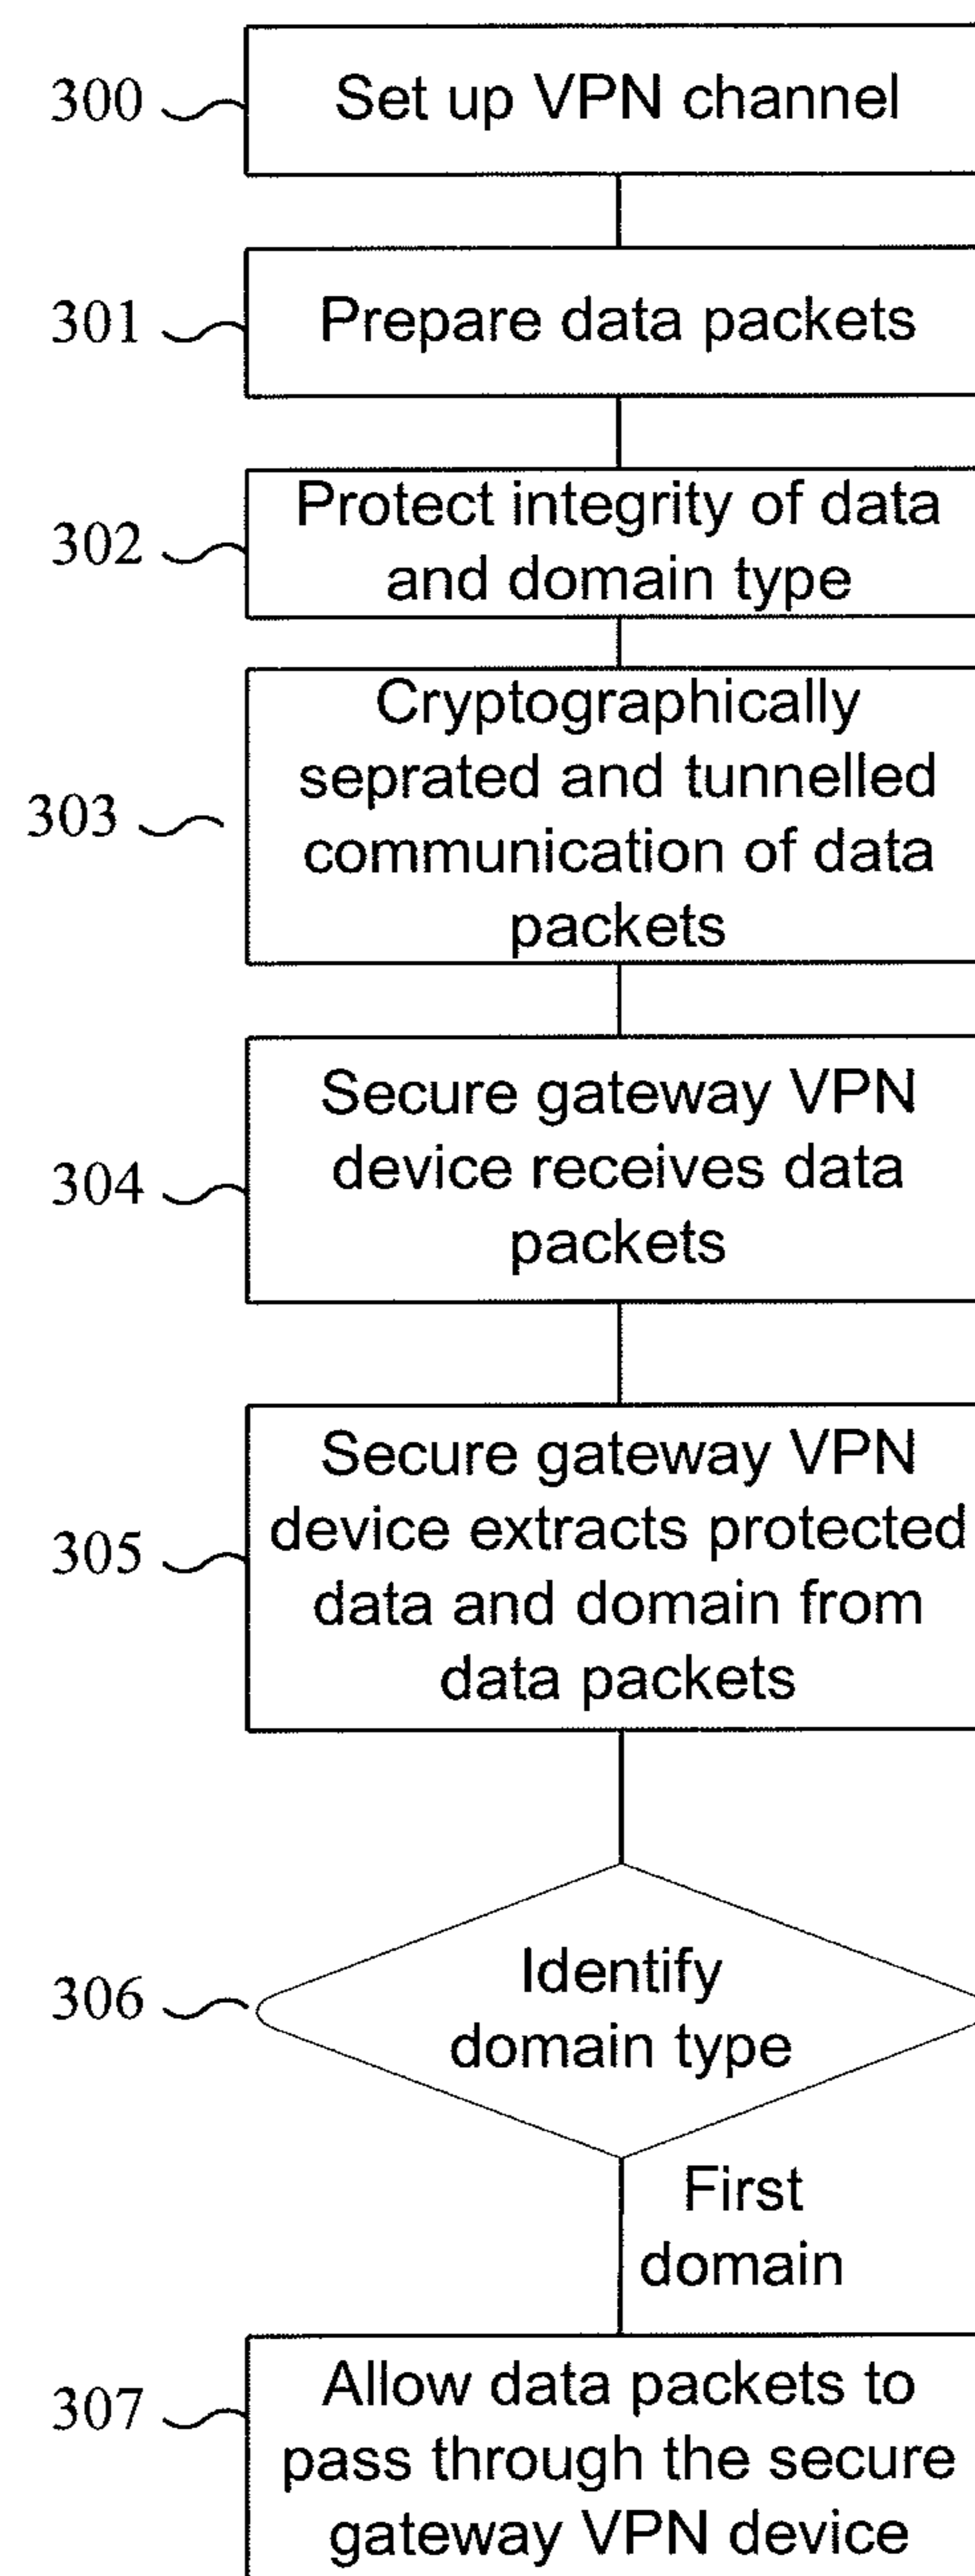 300
Set up VPN channel
301
Prepare data packets
302
Protect integrity of data
and domain type
303
Cryptographically
seprated and tunnelled
communication of data
packets
304
Secure gateway VPN
device receives data
packets
305
Secure gateway VPN
device extracts protected
data and domain from
data packets
306
Identify
domain type
First
domain
307
Allow data packets to
pass through the secure
gateway VPN device